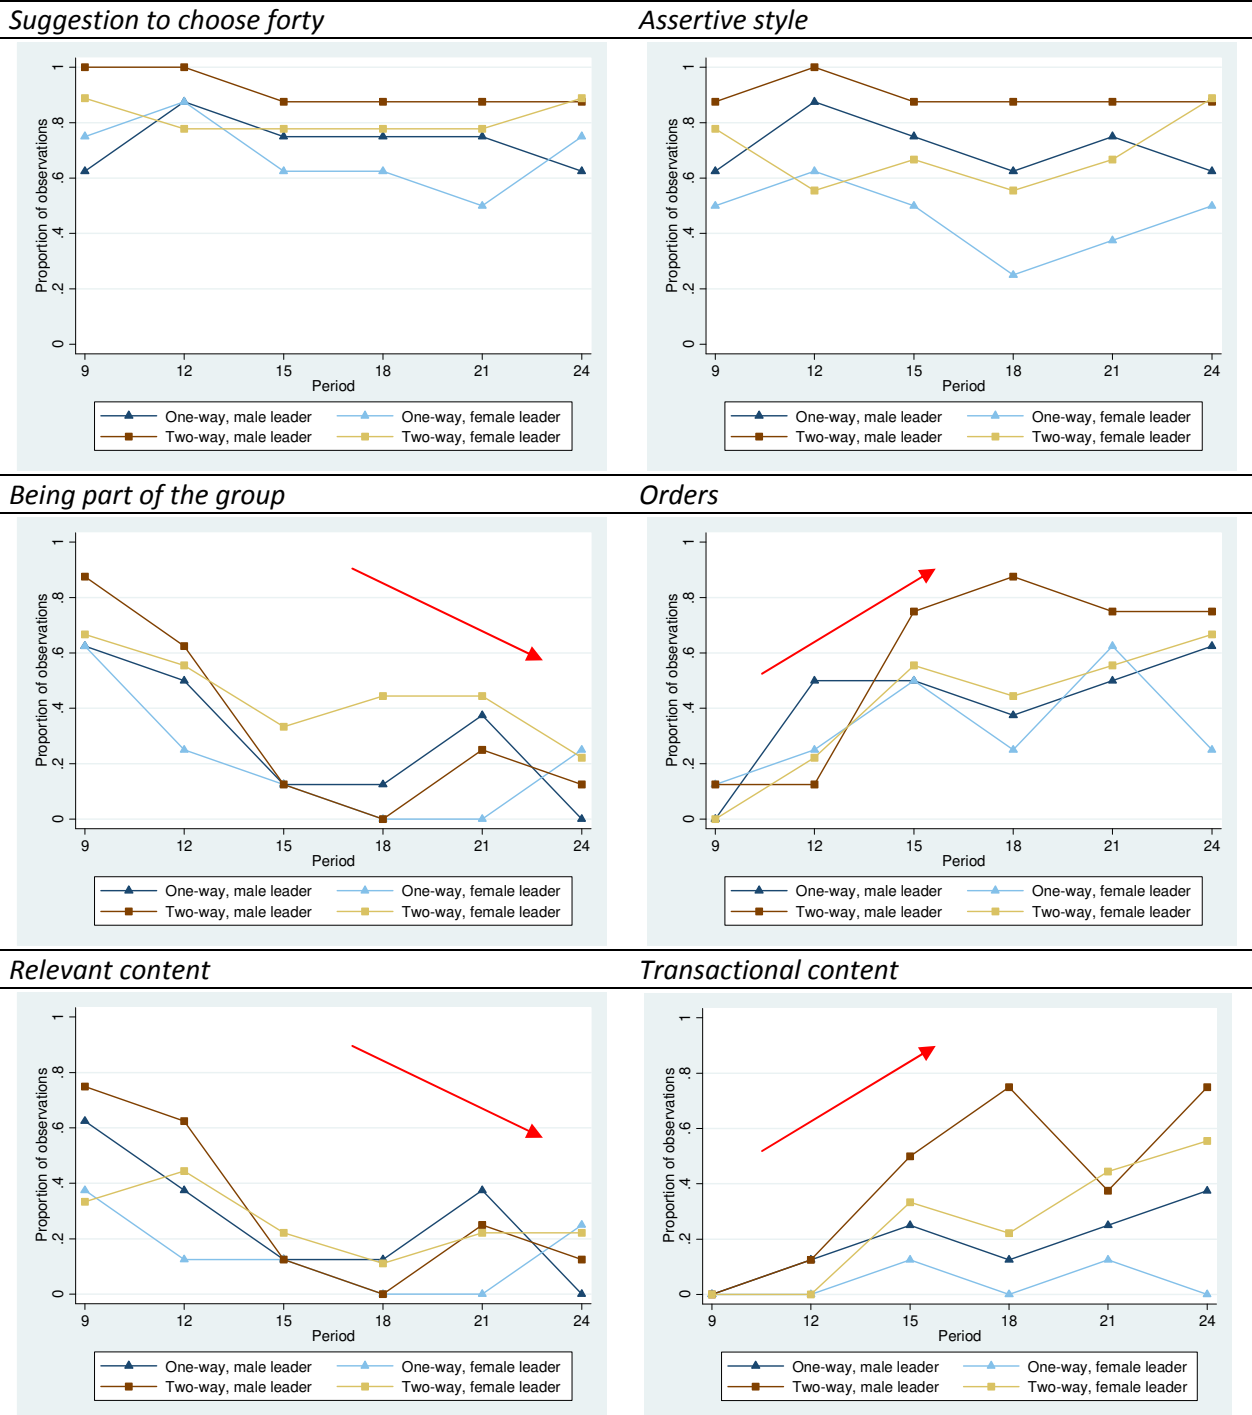 Suggestion to choose forty
Assertive style
Proportion of observations
0 .2 .4 .6 .8 1
9 12 15 18 21 24
Period
One-way, male leader One-way, female leader
Two-way, male leader Two-way, female leader
Proportion of observations
0 .2 .4 .6 .8 1
9 12 15 18 21 24
Period
One-way, male leader One-way, female leader
Two-way, male leader Two-way, female leader
Being part of the group
Orders
Proportion of observations
0 .2 .4 .6 .8 1
9 12 15 18 21 24
Period
One-way, male leader One-way, female leader
Two-way, male leader Two-way, female leader
Proportion of observations
0 .2 .4 .6 .8 1
9 12 15 18 21 24
Period
One-way, male leader One-way, female leader
Two-way, male leader Two-way, female leader
Relevant content
Transactional content
Proportion of observations
0 .2 .4 .6 .8 1
9 12 15 18 21 24
Period
One-way, male leader One-way, female leader
Two-way, male leader Two-way, female leader
Proportion of observations
0 .2 .4 .6 .8 1
9 12 15 18 21 24
Period
One-way, male leader One-way, female leader
Two-way, male leader Two-way, female leader